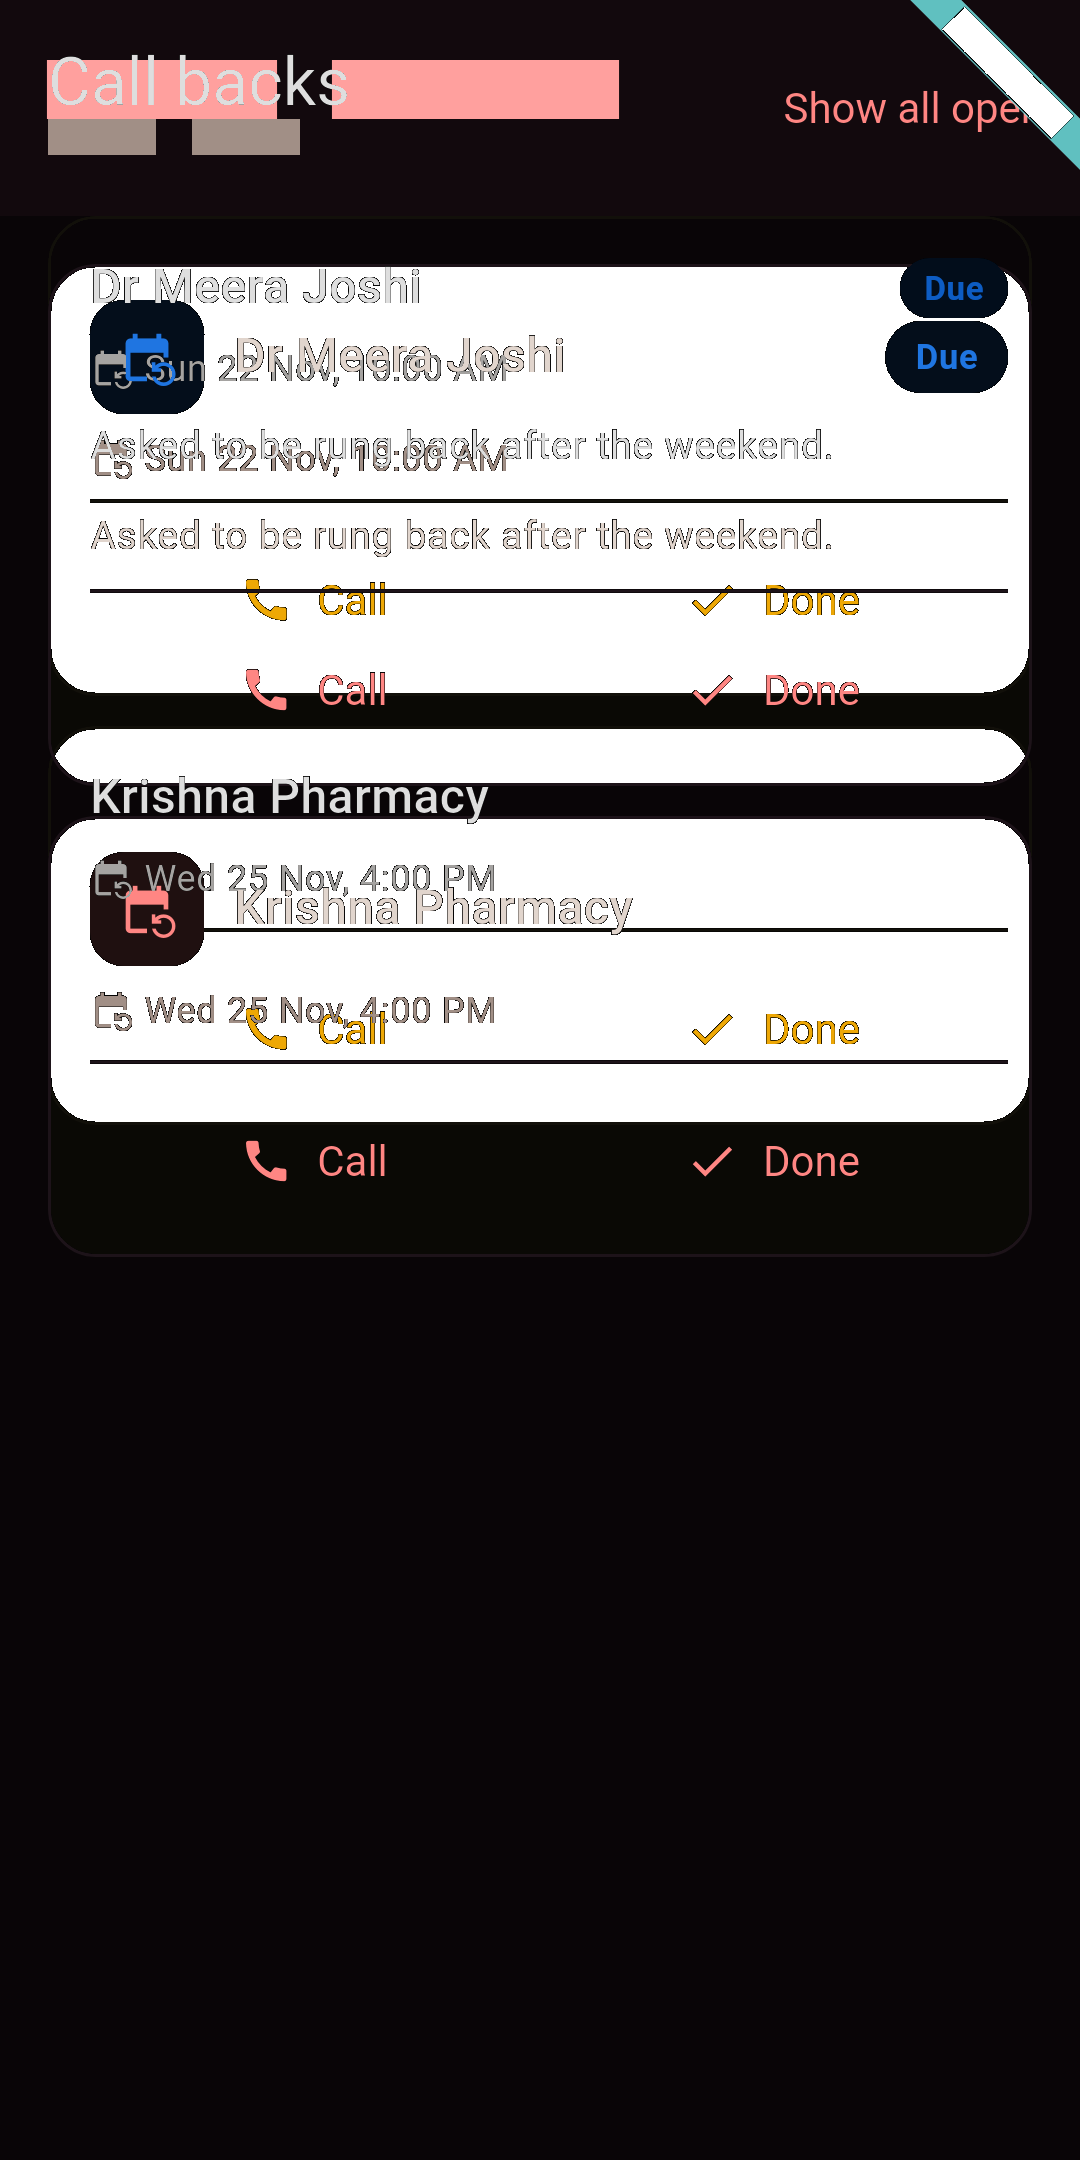 Call backs
Show all open
Dr Meera Joshi
Due
Dr Meera Joshi
Due
Sun 22 Nov, 10:00 AM
Asked to be rung back after the weekend.
Sun 22 Nov, 10:00 AM
Asked to be rung back after the weekend.
Call
Done
Call
Done
Krishna Pharmacy
Wed 25 Nov, 4:00 PM
Krishna Pharmacy
Wed 25 Nov, 4:00 PM
Call
Done
Call
Done